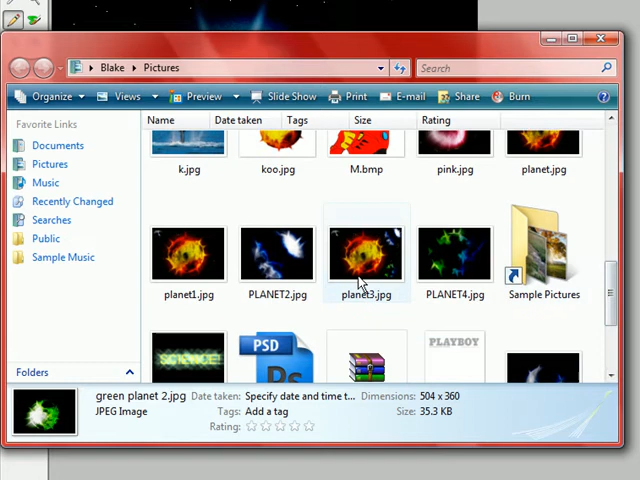 Blake Pictures Search
Organize Views Preview Slide Show Print E-mail Share Burn ?
Favorite Links
Documents
Pictures
Music
Recently Changed
Searches
Public
Sample Music
Folders
Name Date taken Tags Size Rating
k.jpg koo.jpg M.bmp pink.jpg planet.jpg
planet1.jpg PLANET2.jpg planet3.jpg PLANET4.jpg Sample Pictures
SCIENCE! PSD Ps PLAYBOY
green planet 2.jpg Date taken: Specify date and time t... Dimensions: 504 x 360
JPEG Image Tags: Add a tag Size: 35.3 KB
Rating: